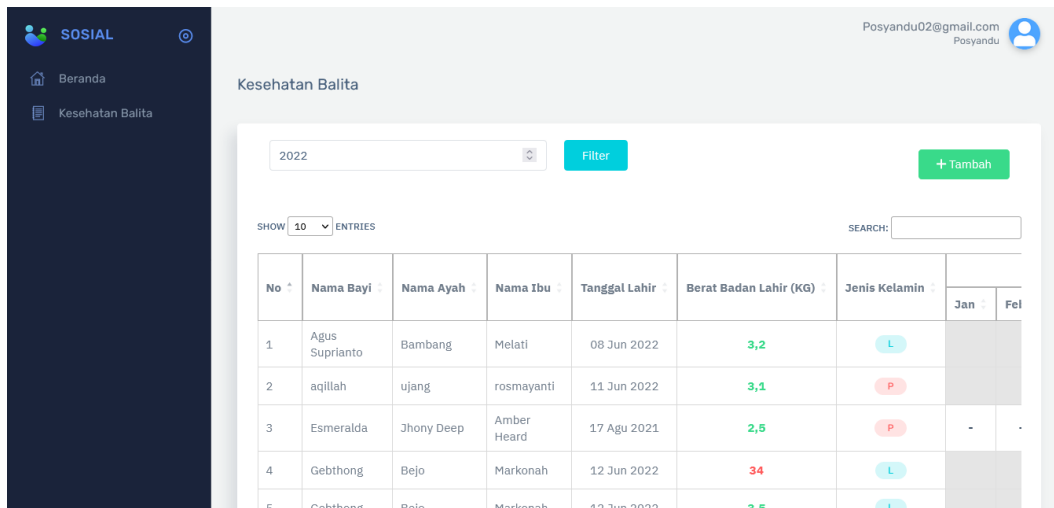 SOSIAL
Posyandu02@gmail.com
Posyandu
Beranda
Kesehatan Balita
Kesehatan Balita
2022
Filter
+ Tambah
SHOW 10 ENTRIES
SEARCH:
No Nama Bayi Nama Ayah Nama Ibu Tanggal Lahir Berat Badan Lahir (KG) Jenis Kelamin
Jan
1 Agus Suprianto Bambang Melati 08 Jun 2022 3,2 L
2 aqillah ujang rosmayanti 11 Jun 2022 3,1 P
3 Esmeralda Jhony Deep Amber Heard 17 Agu 2021 2,5 P - -
4 Gebthong Bejo Markonah 12 Jun 2022 34 L